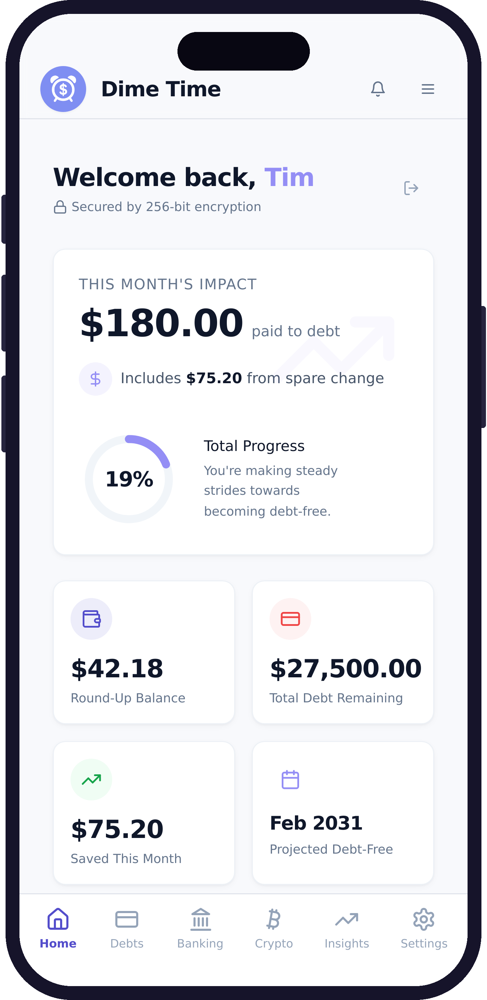 Dime Time
Welcome back, Tim
Secured by 256-bit encryption
THIS MONTH'S IMPACT
$180.00 paid to debt
$ Includes $75.20 from spare change
19%
Total Progress
You're making steady
strides towards
becoming debt-free.
$42.18
Round-Up Balance
$27,500.00
Total Debt Remaining
$75.20
Saved This Month
Feb 2031
Projected Debt-Free
Home
Debts
Banking
Crypto
Insights
Settings